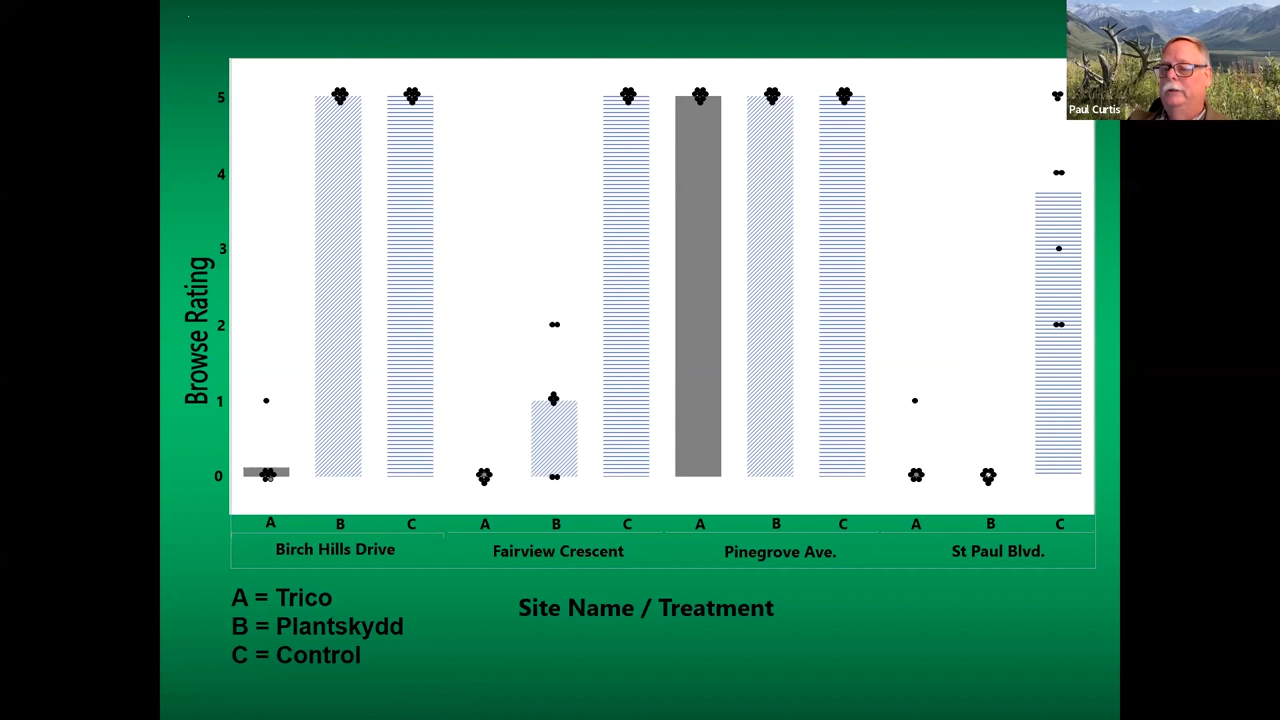 Paul Curtis
5
4
3
2
1
0
Browse Rating
A B C A B C A B C A B C
Birch Hills Drive Fairview Crescent Pinegrove Ave. St Paul Blvd.
A = Trico
B = Plantskydd
C = Control
Site Name / Treatment